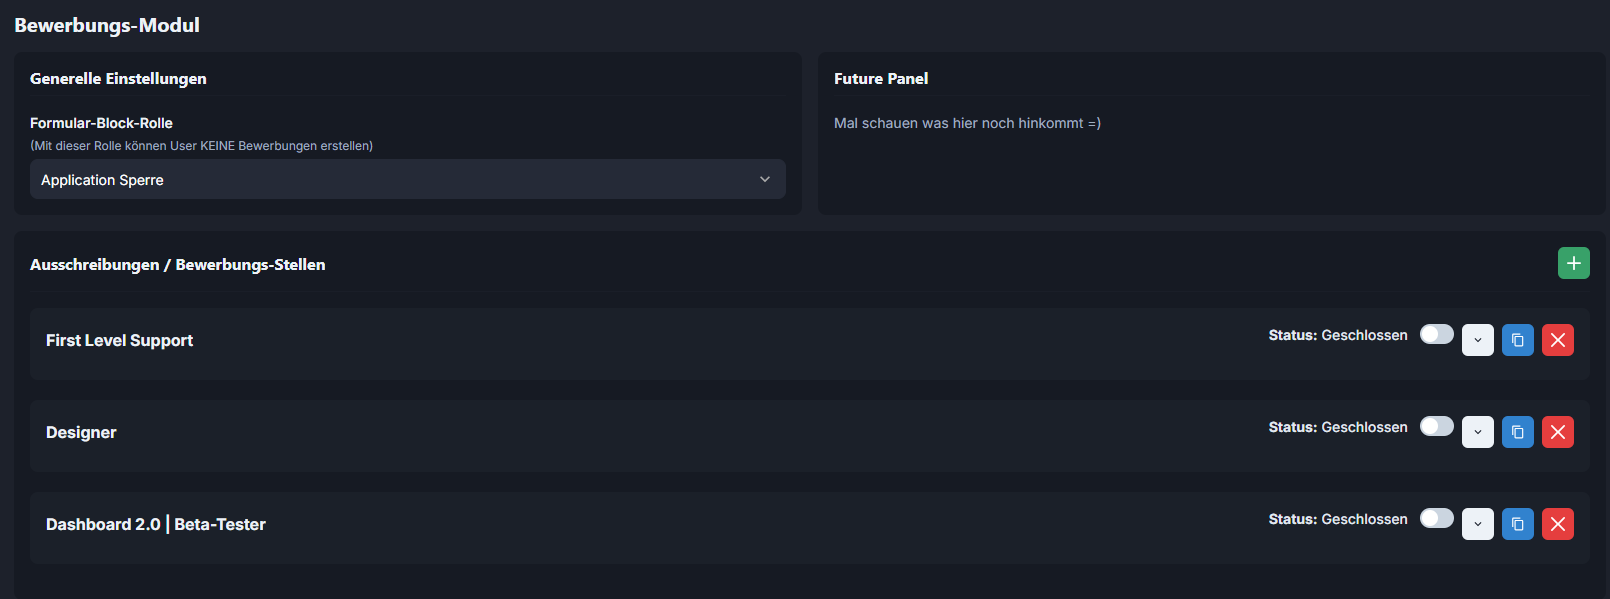 Bewerbungs-Modul
Generelle Einstellungen
Formular-Block-Rolle
(Mit dieser Rolle können User KEINE Bewerbungen erstellen)
Application Sperre
Future Panel
Mal schauen was hier noch hinkommt =)
Ausschreibungen / Bewerbungs-Stellen
First Level Support
Status: Geschlossen
Designer
Status: Geschlossen
Dashboard 2.0 | Beta-Tester
Status: Geschlossen